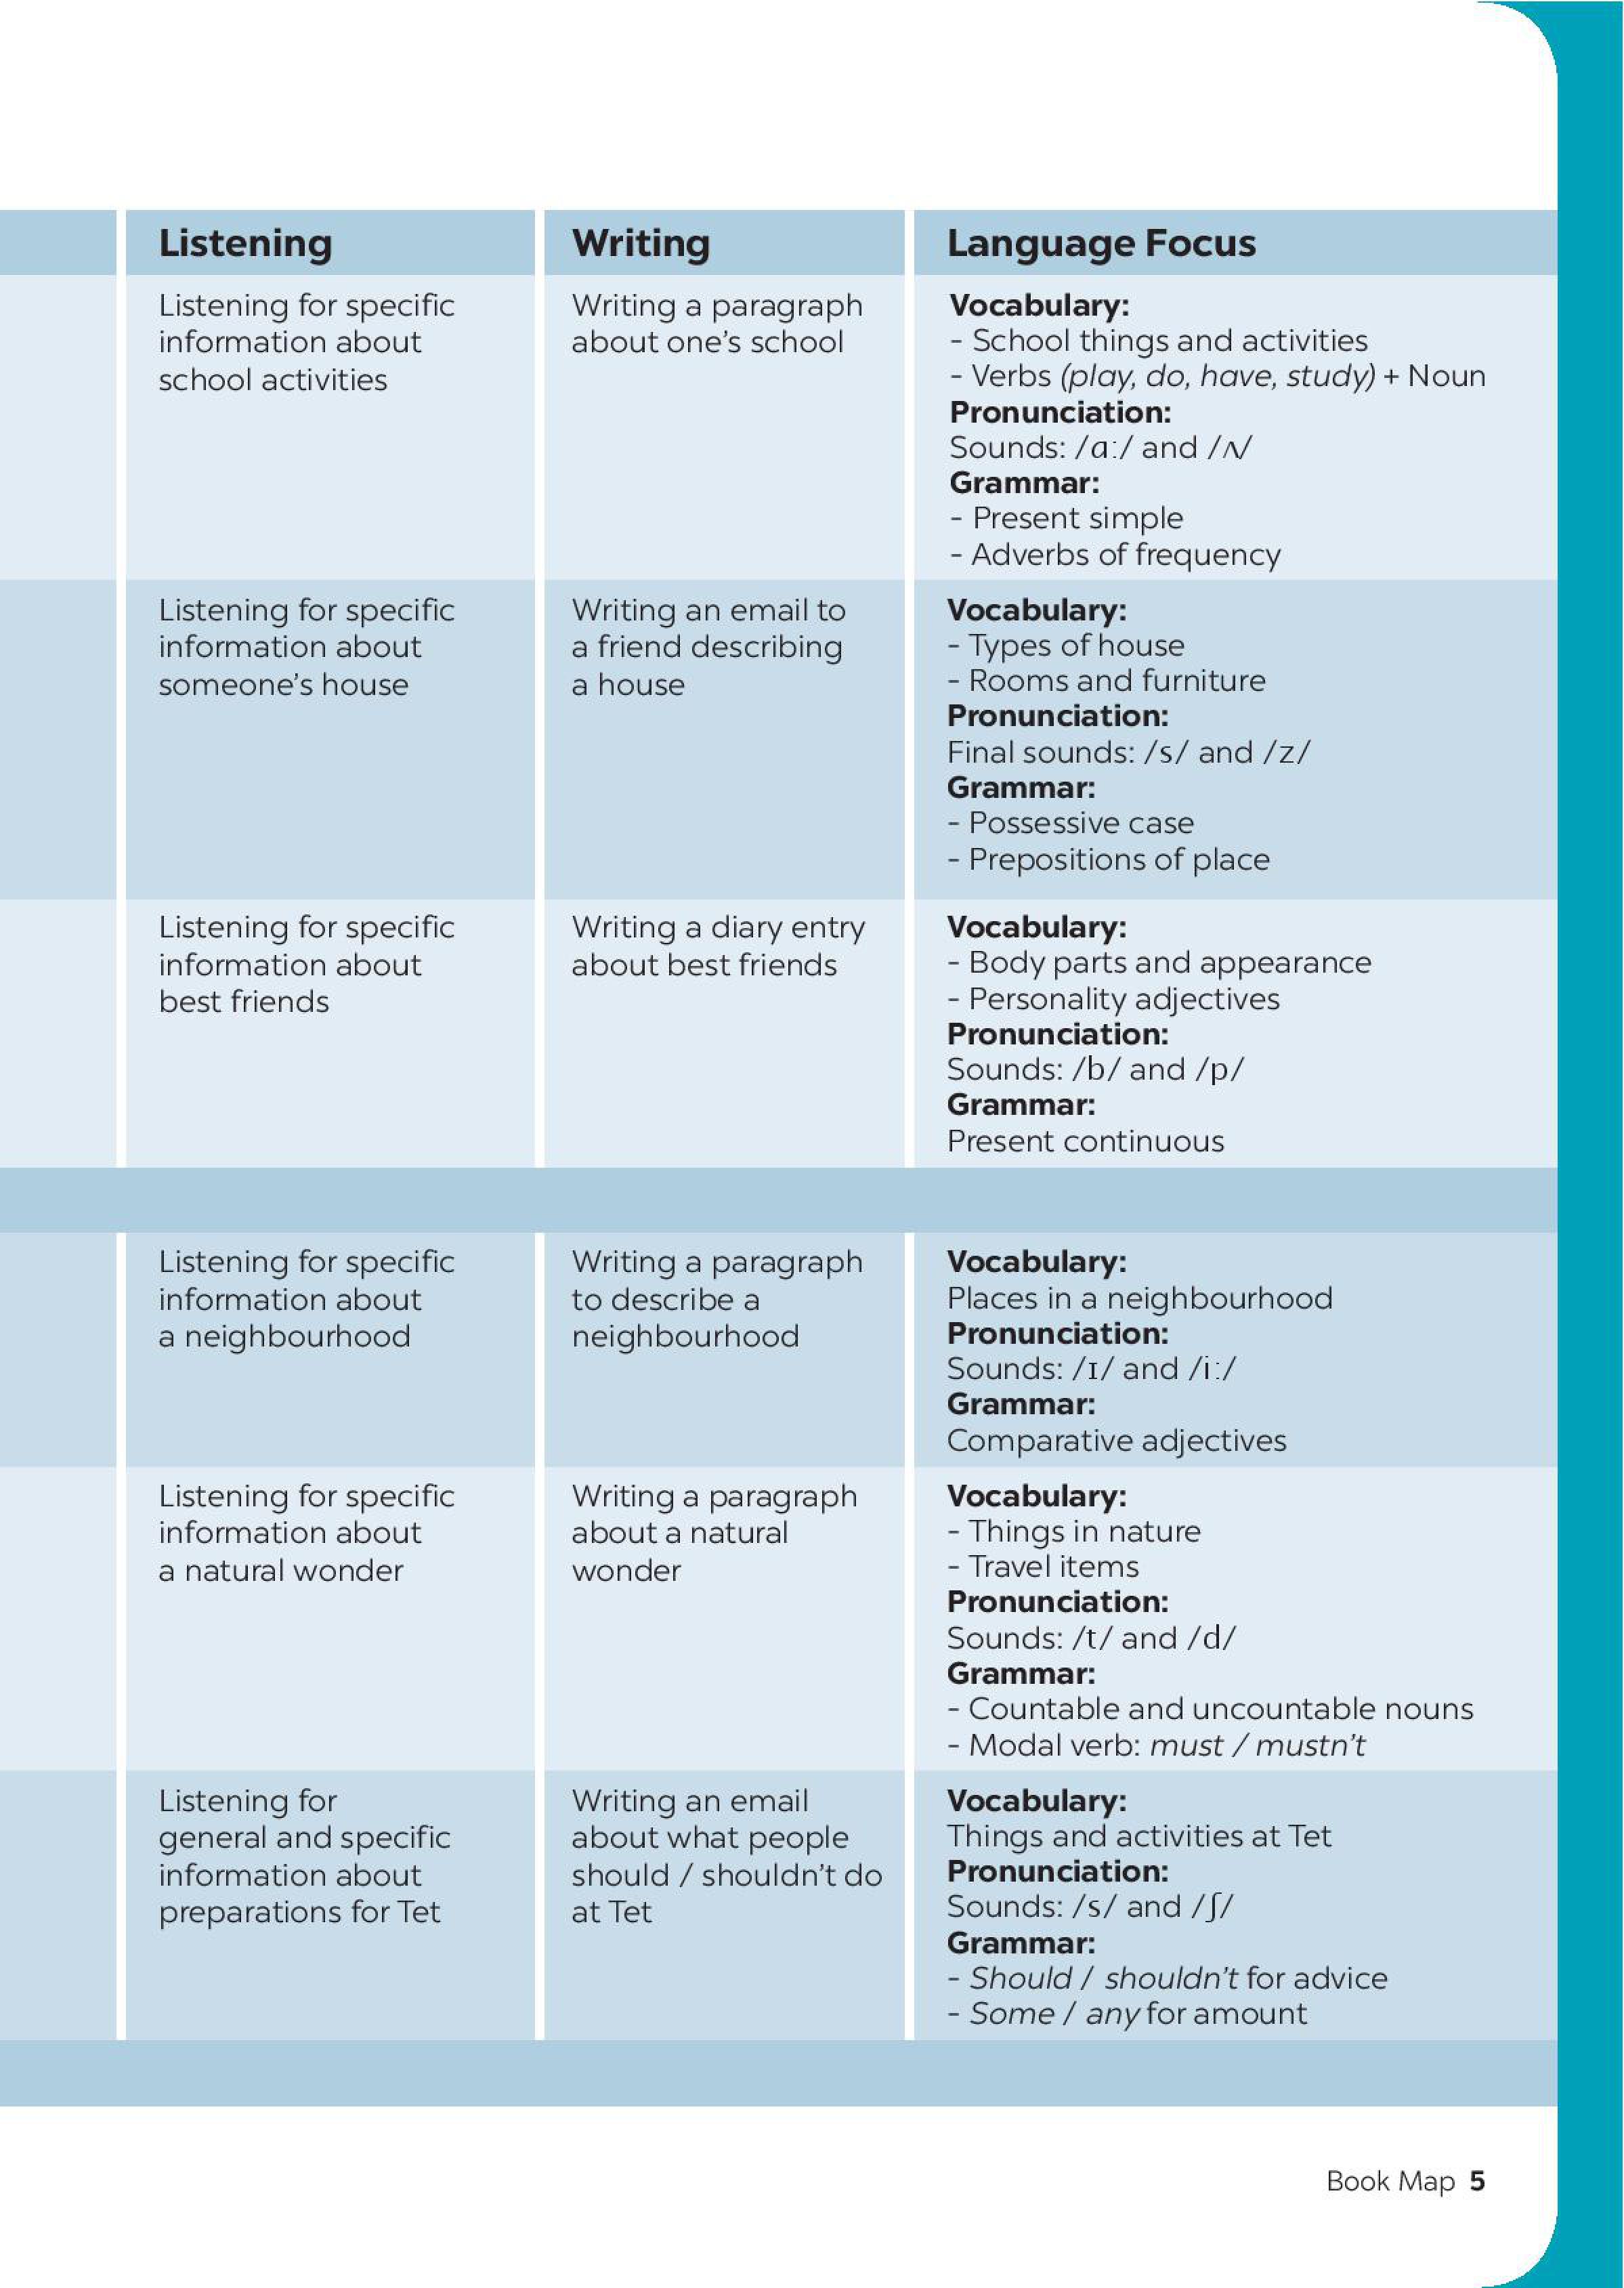 Listening
Writing
Language Focus
Listening for specific
information about
school activities
Writing a paragraph
about one's school
Vocabulary:
- School things and activities
- Verbs (play, do, have, study) + Noun
Pronunciation:
Sounds: /ɑː/ and /ʌ/
Grammar:
- Present simple
- Adverbs of frequency
Listening for specific
information about
someone's house
Writing an email to
a friend describing
a house
Vocabulary:
- Types of house
- Rooms and furniture
Pronunciation:
Final sounds: /s/ and /z/
Grammar:
- Possessive case
- Prepositions of place
Listening for specific
information about
best friends
Writing a diary entry
about best friends
Vocabulary:
- Body parts and appearance
- Personality adjectives
Pronunciation:
Sounds: /b/ and /p/
Grammar:
Present continuous
Listening for specific
information about
a neighbourhood
Writing a paragraph
to describe a
neighbourhood
Vocabulary:
Places in a neighbourhood
Pronunciation:
Sounds: /ɪ/ and /iː/
Grammar:
Comparative adjectives
Listening for specific
information about
a natural wonder
Writing a paragraph
about a natural
wonder
Vocabulary:
- Things in nature
- Travel items
Pronunciation:
Sounds: /t/ and /d/
Grammar:
- Countable and uncountable nouns
- Modal verb: must / mustn't
Listening for
general and specific
information about
preparations for Tet
Writing an email
about what people
should / shouldn't do
at Tet
Vocabulary:
Things and activities at Tet
Pronunciation:
Sounds: /s/ and /ʃ/
Grammar:
- Should / shouldn't for advice
- Some / any for amount
Book Map 5